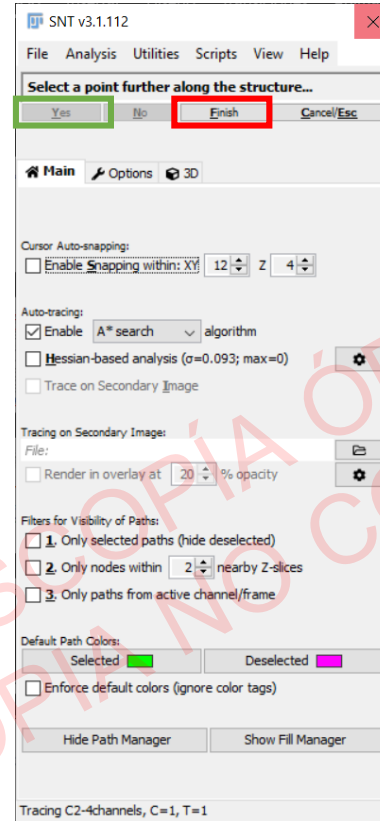 SNT v3.1.112
File Analysis Utilities Scripts View Help
Select a point further along the structure...
Yes No Finish Cancel/Esc
Main Options 3D
Cursor Auto-snapping:
Enable Snapping within: XY 12 Z 4
Auto-tracing:
Enable A* search algorithm
Hessian-based analysis (σ=0.093; max=0)
Trace on Secondary Image
Tracing on Secondary Image:
File:
Render in overlay at 20 % opacity
Filters for Visibility of Paths:
1. Only selected paths (hide deselected)
2. Only nodes within 2 nearby Z-slices
3. Only paths from active channel/frame
Default Path Colors:
Selected Deselected
Enforce default colors (ignore color tags)
Hide Path Manager Show Fill Manager
Tracing C2-4channels, C=1, T=1
SCOPÍA ÓP
OPIA NO CO